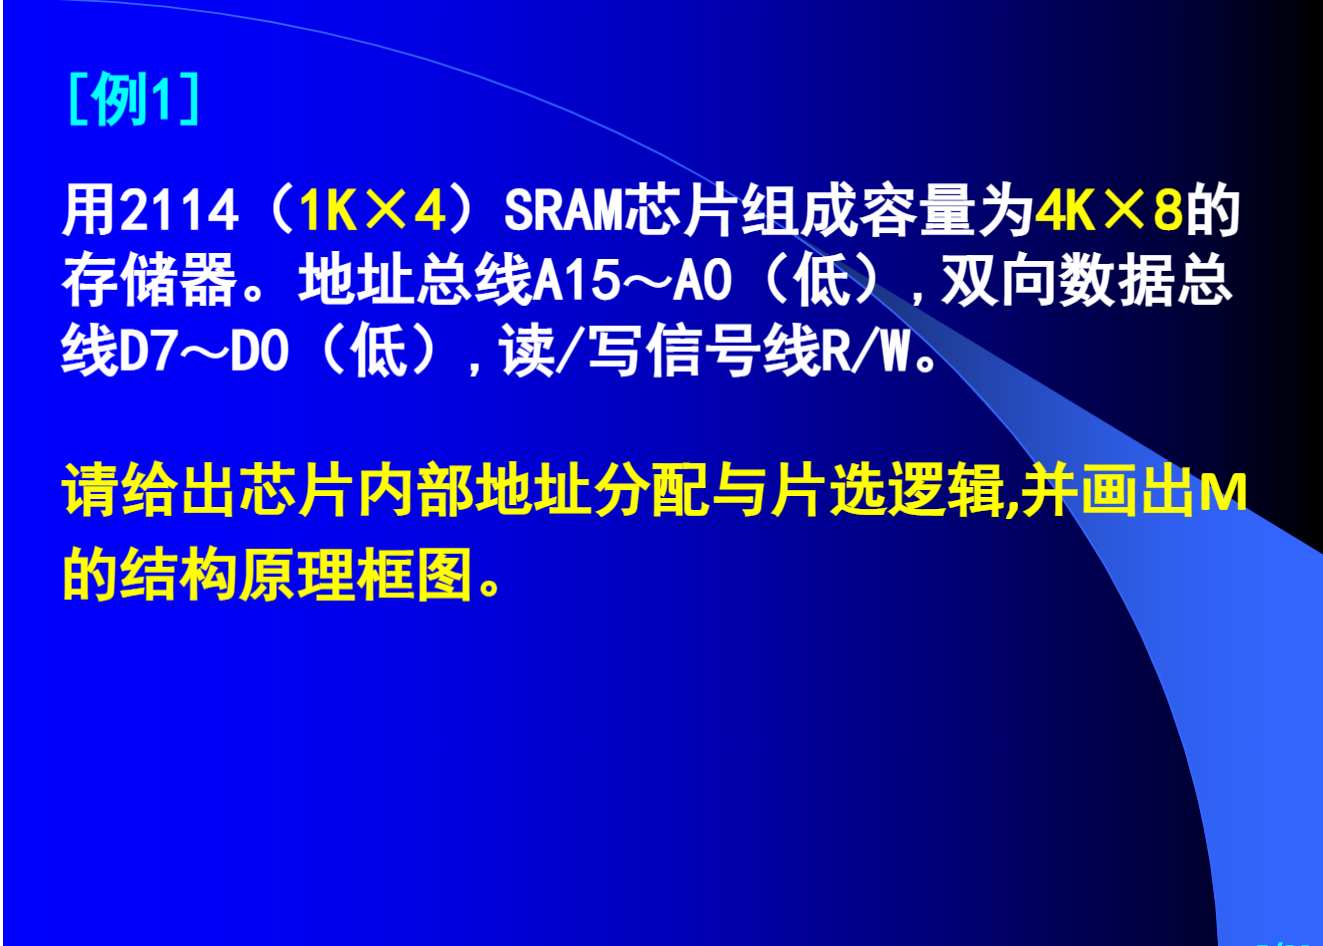 [例1]
用2114（1K×4）SRAM芯片组成容量为4K×8的
存储器。地址总线A15～A0（低）,双向数据总
线D7～D0（低）,读/写信号线R/W。
请给出芯片内部地址分配与片选逻辑,并画出M
的结构原理框图。